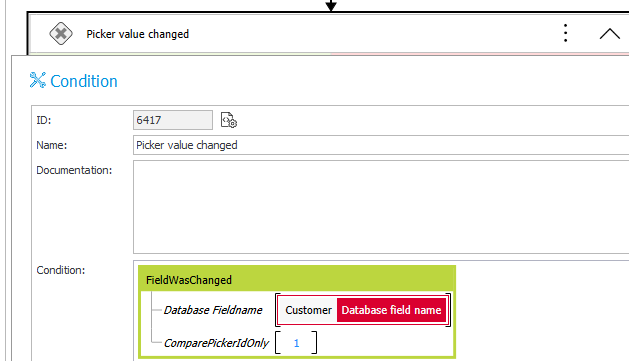 Picker value changed
Condition
ID: 6417
Name: Picker value changed
Documentation:
Condition:
FieldWasChanged
Database Fieldname Customer Database field name
ComparePickerIdOnly 1